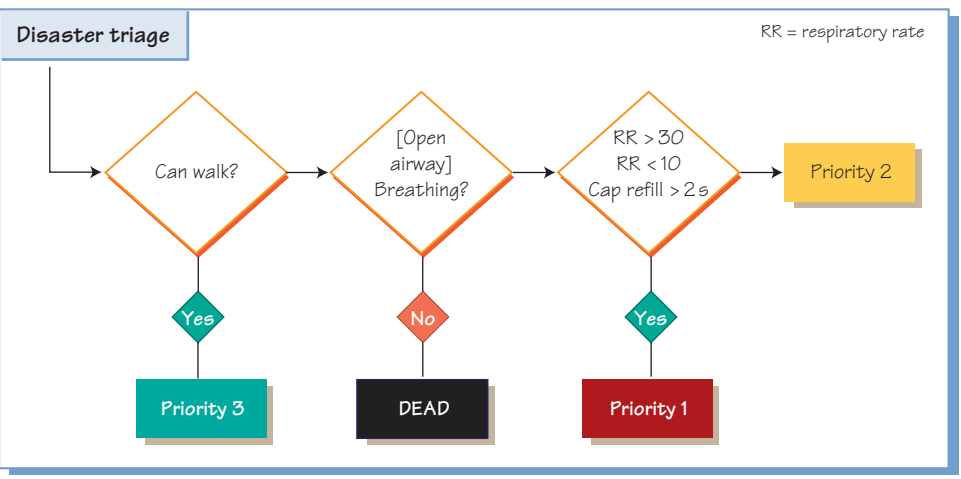 Disaster triage
RR = respiratory rate
Can walk?
[Open
airway]
Breathing?
RR > 30
RR < 10
Cap refill > 2 s
Priority 2
Yes
No
Yes
Priority 3
DEAD
Priority 1